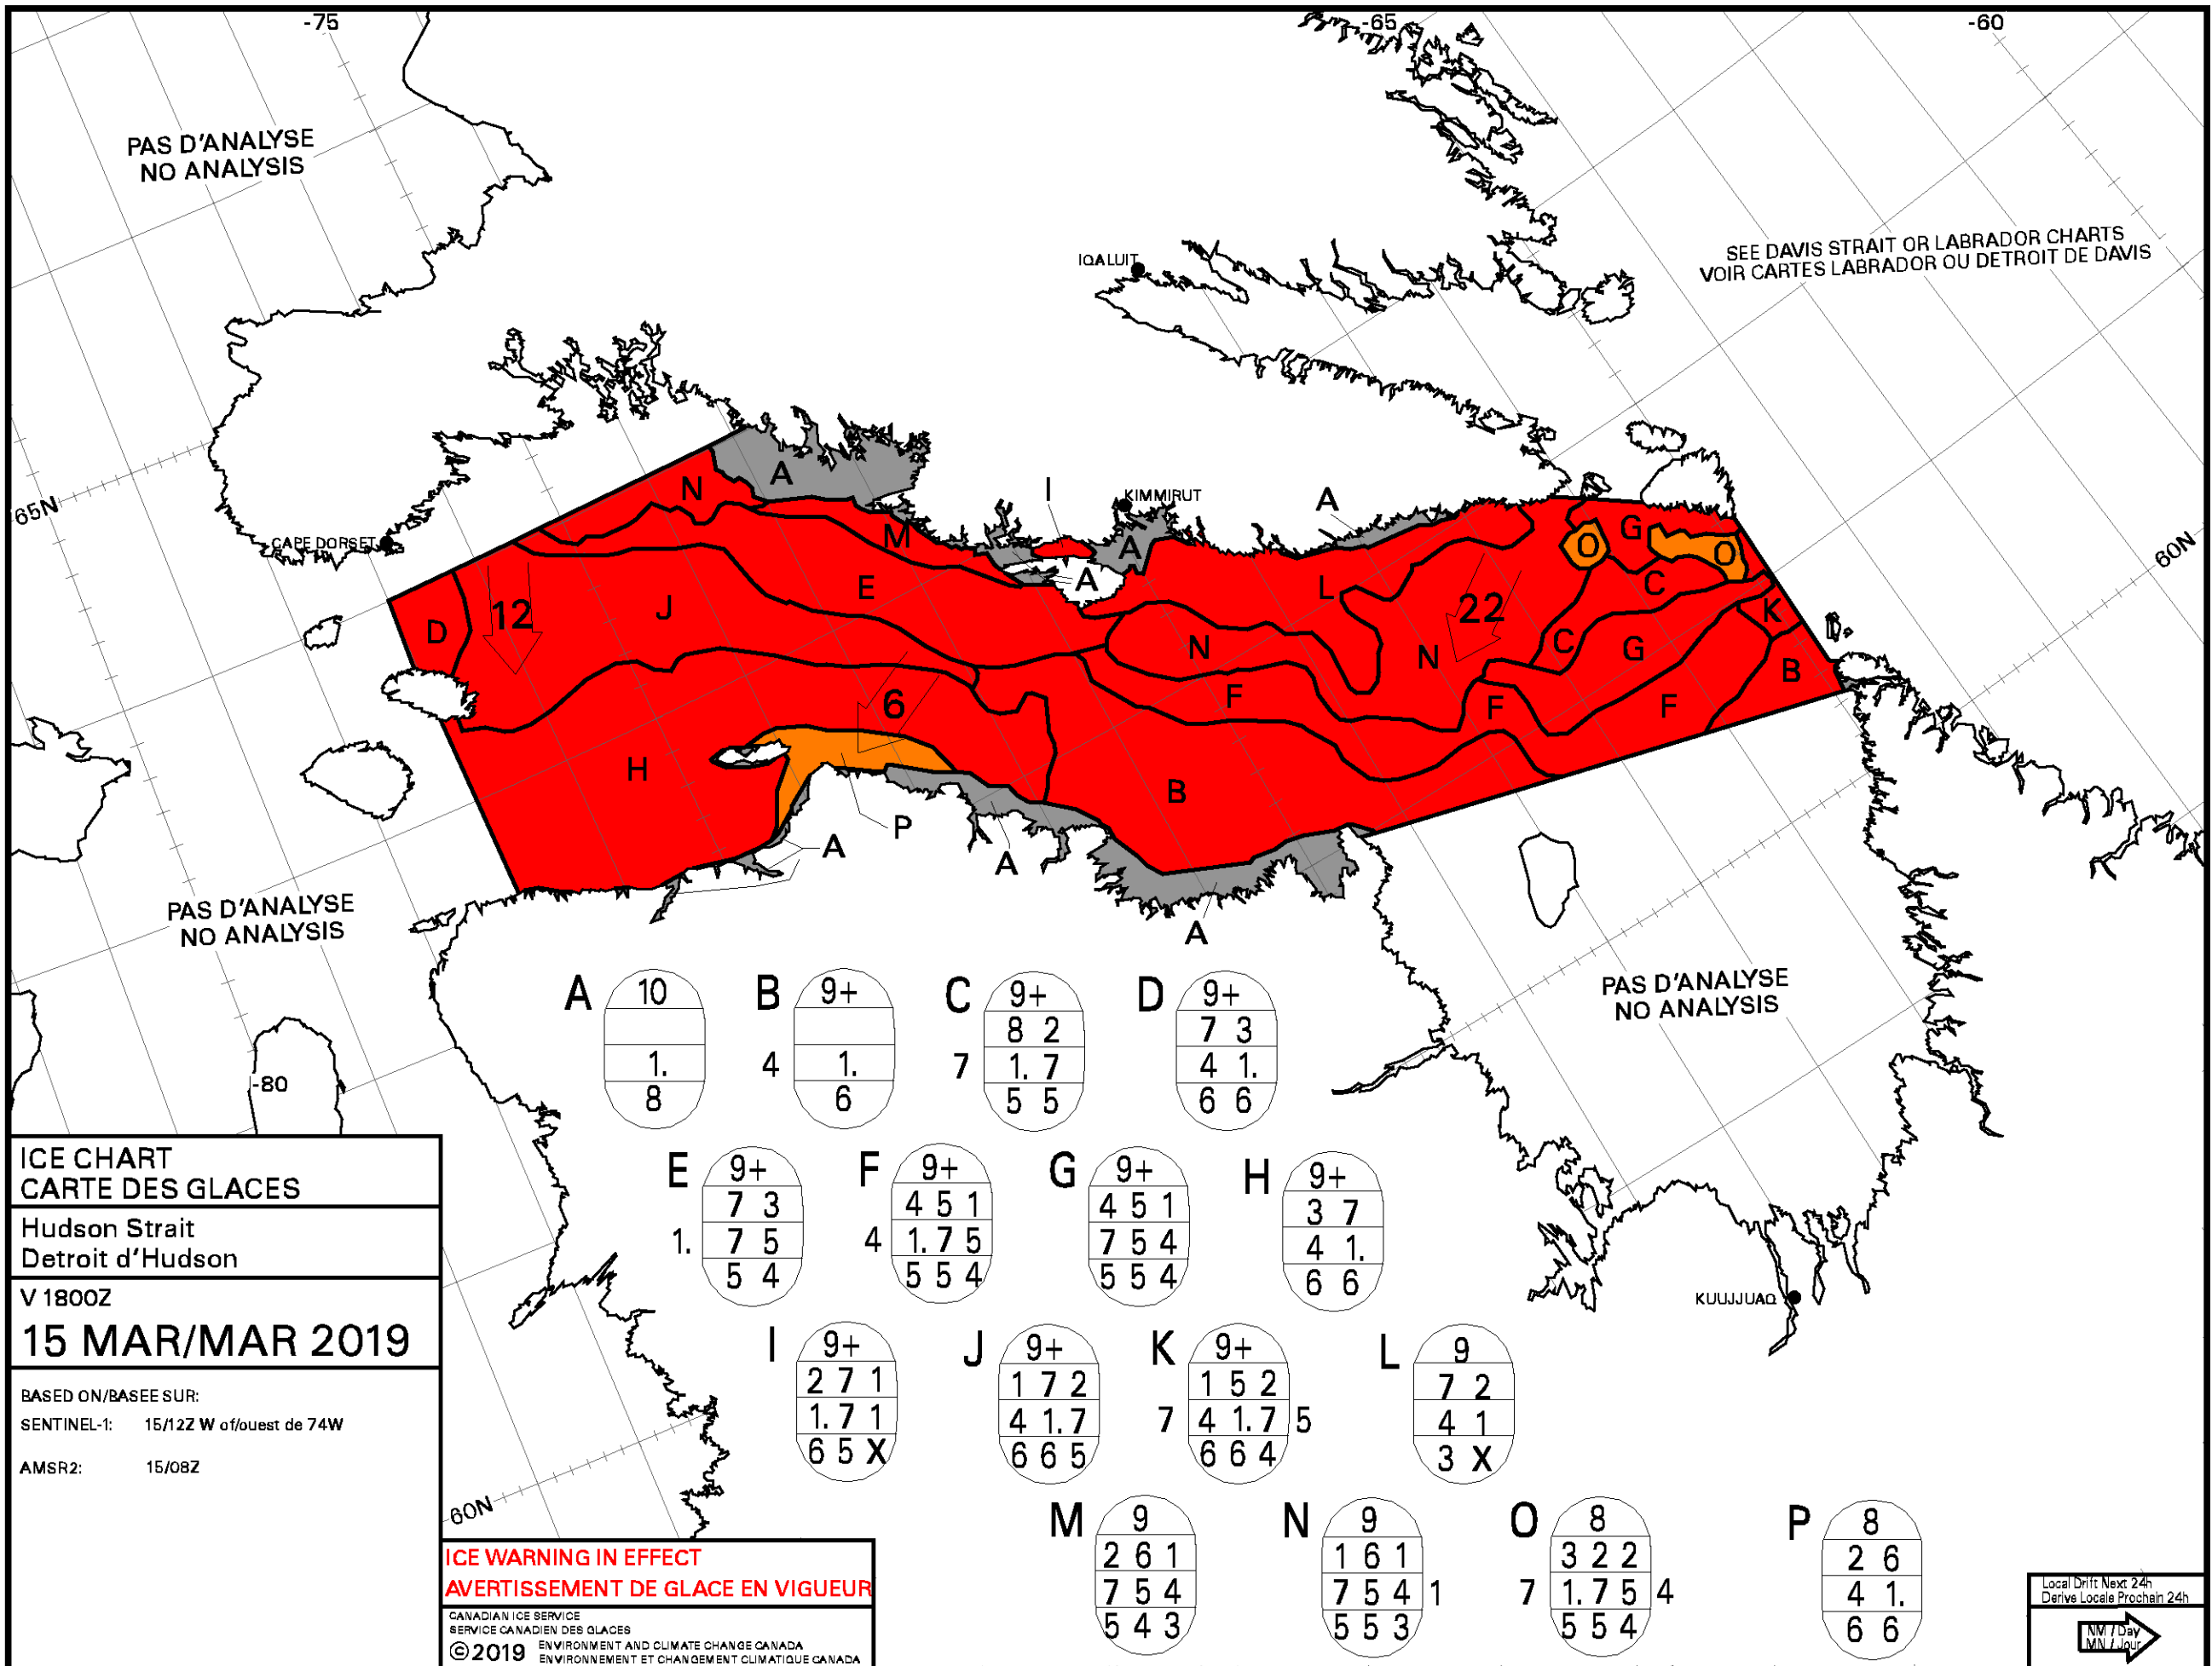 -75
-65
-60
PAS D'ANALYSE
NO ANALYSIS
SEE DAVIS STRAIT OR LABRADOR CHARTS
VOIR CARTES LABRADOR OU DETROIT DE DAVIS
IQALUIT
65N
CAPE DORSET
KIMMIRUT
60N
A
I
A
N
M
A
A
G
O
O
E
L
C
D
12
J
22
K
N
N
C
G
B
6
F
F
F
H
B
P
A
A
A
PAS D'ANALYSE
NO ANALYSIS
PAS D'ANALYSE
NO ANALYSIS
-80
KUUJJUAQ
60N
A 10
1.
8
B 9+
4 1.
6
C 9+
8 2
7 1. 7
5 5
D 9+
7 3
4 1.
6 6
E 9+
7 3
1. 7 5
5 4
F 9+
4 5 1
4 1. 7 5
5 5 4
G 9+
4 5 1
7 5 4
5 5 4
H 9+
3 7
4 1.
6 6
I 9+
2 7 1
1. 7 1
6 5 X
J 9+
1 7 2
4 1. 7
6 6 5
K 9+
1 5 2
7 4 1. 7 5
6 6 4
L 9
7 2
4 1
3 X
M 9
2 6 1
7 5 4
5 4 3
N 9
1 6 1
7 5 4 1
5 5 3
O 8
3 2 2
7 1. 7 5 4
5 5 4
P 8
2 6
4 1.
6 6
ICE CHART
CARTE DES GLACES
Hudson Strait
Detroit d'Hudson
V 1800Z
15 MAR/MAR 2019
BASED ON/BASEE SUR:
SENTINEL-1: 15/12Z W of/ouest de 74W
AMSR2: 15/08Z
ICE WARNING IN EFFECT
AVERTISSEMENT DE GLACE EN VIGUEUR
CANADIAN ICE SERVICE
SERVICE CANADIEN DES GLACES
©2019 ENVIRONMENT AND CLIMATE CHANGE CANADA
ENVIRONNEMENT ET CHANGEMENT CLIMATIQUE CANADA
Local Drift Next 24h
Derive Locale Prochain 24h
NM / Day
MN / Jour